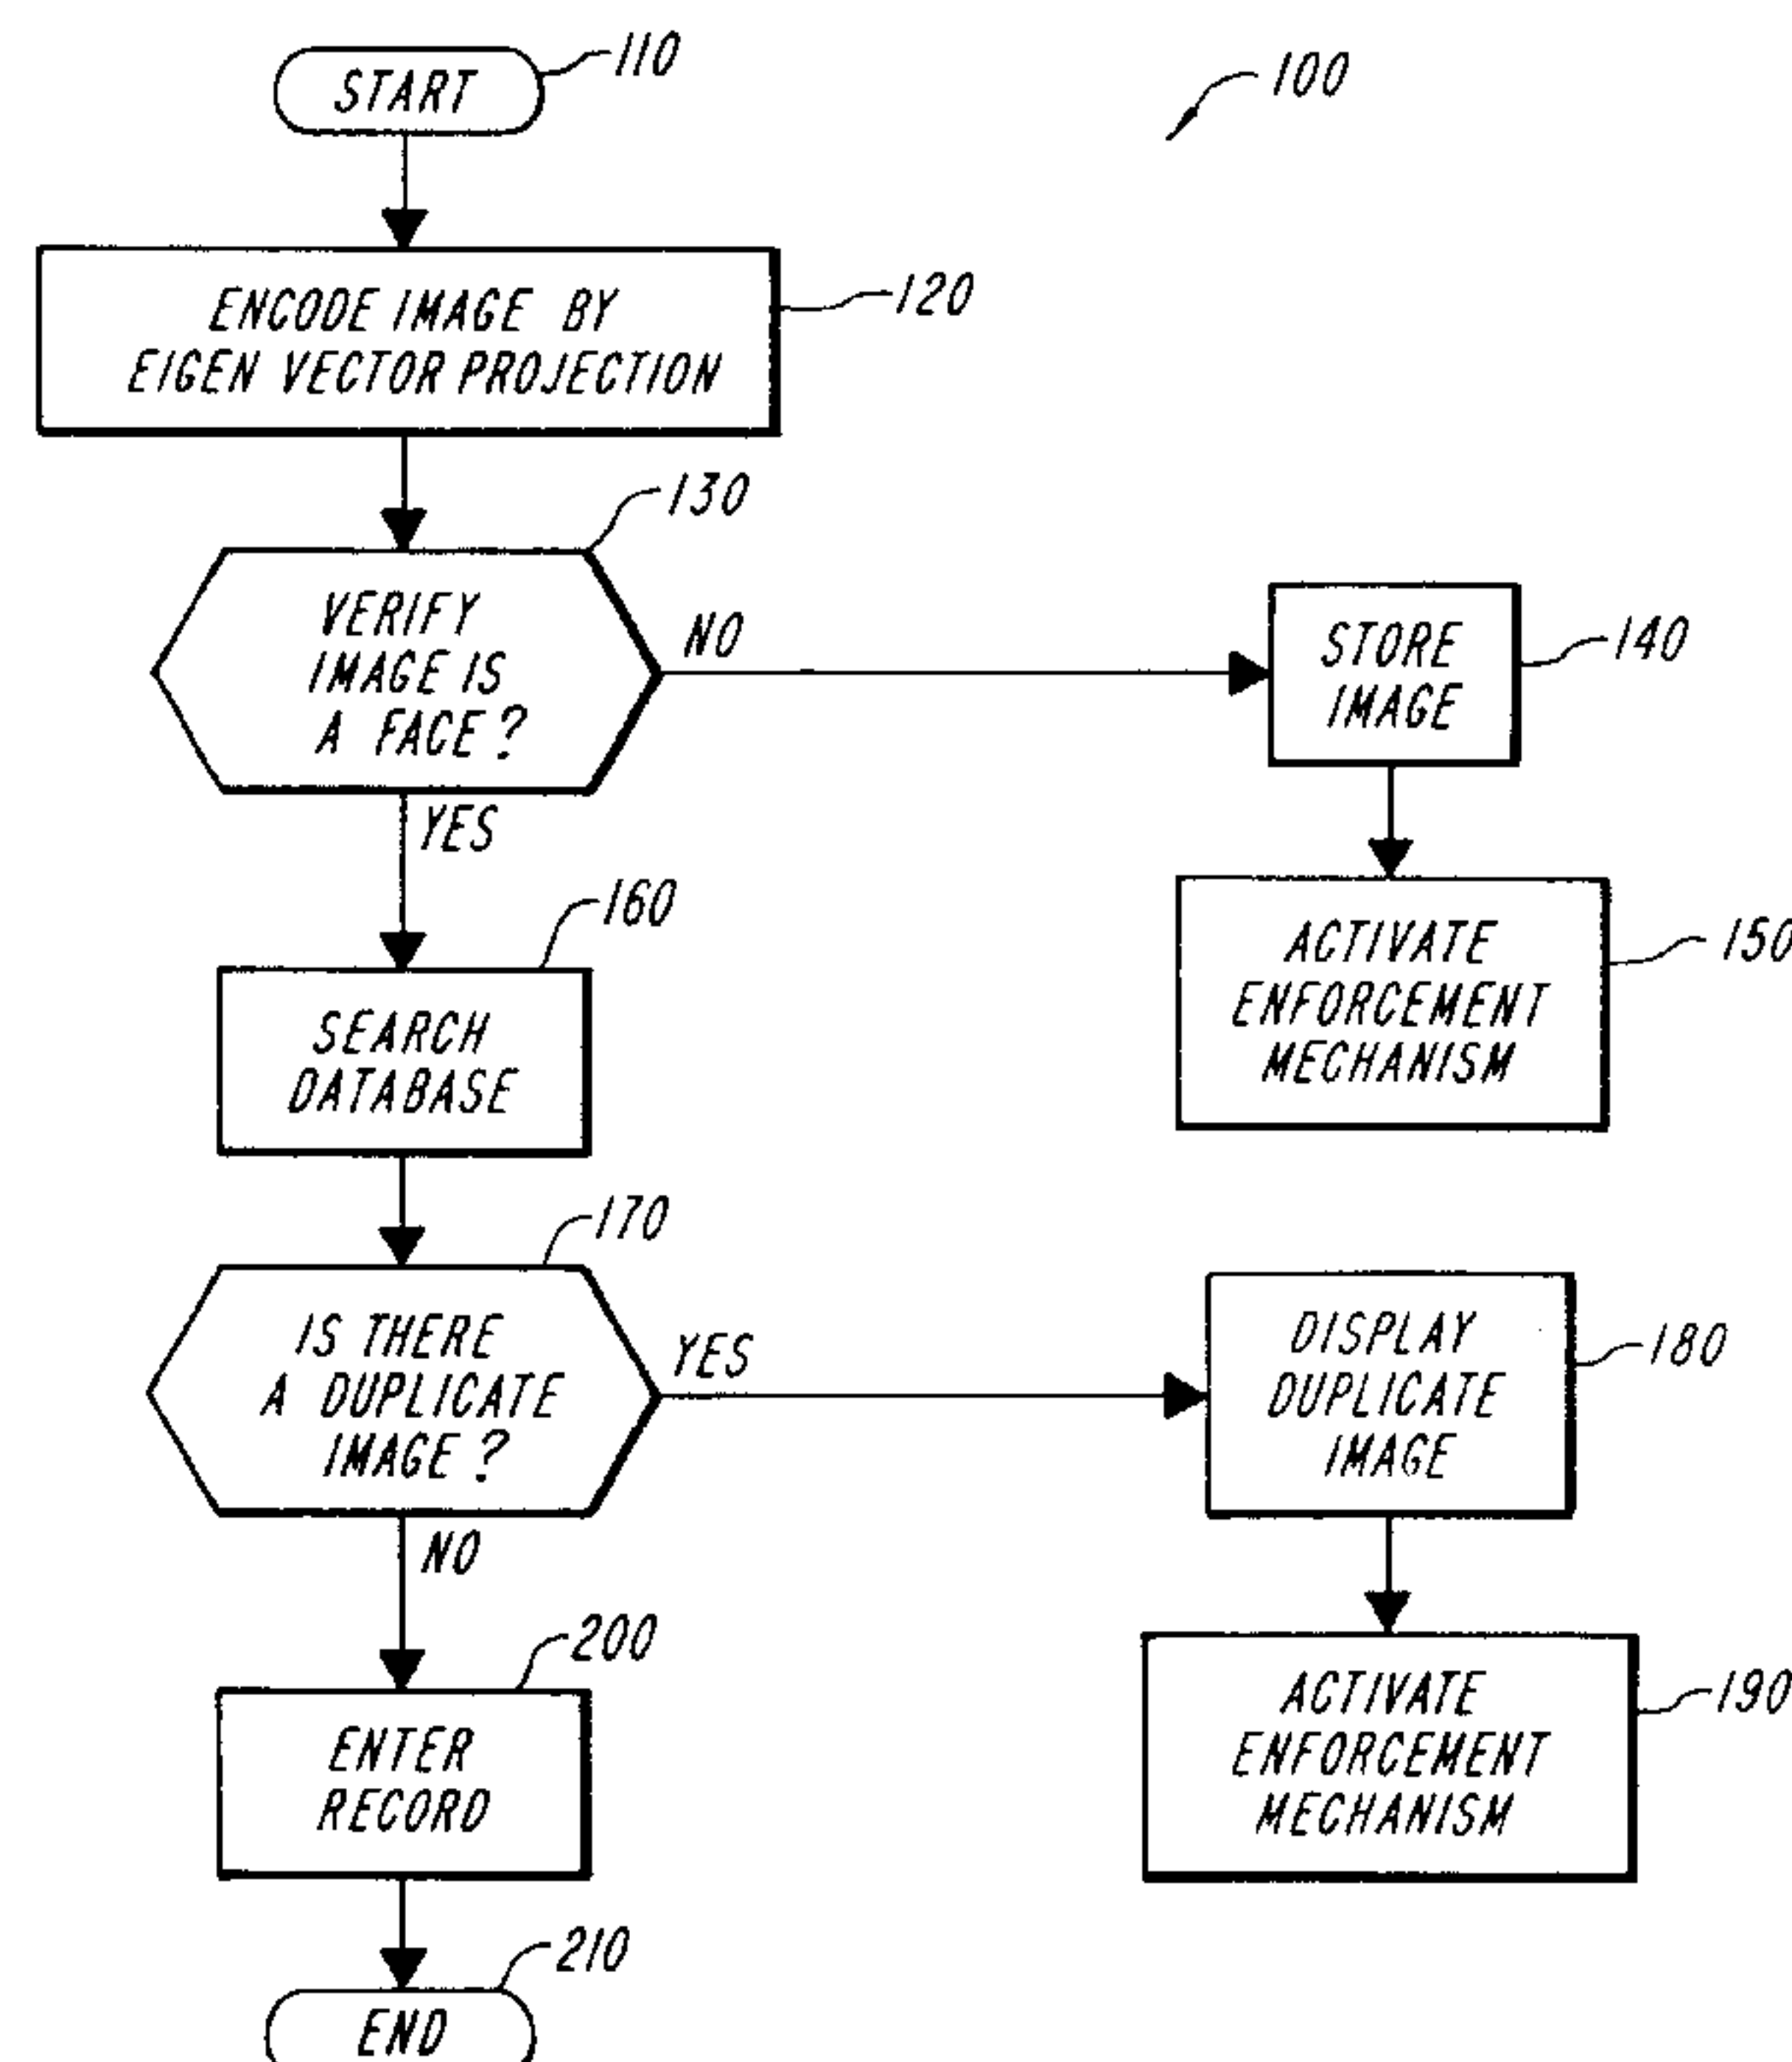 START
110
100
ENCODE IMAGE BY
EIGEN VECTOR PROJECTION
120
130
VERIFY
IMAGE IS
A FACE?
NO
STORE
IMAGE
140
YES
ACTIVATE
ENFORCEMENT
MECHANISM
150
160
SEARCH
DATABASE
170
IS THERE
A DUPLICATE
IMAGE?
YES
DISPLAY
DUPLICATE
IMAGE
180
NO
200
ENTER
RECORD
ACTIVATE
ENFORCEMENT
MECHANISM
190
210
END